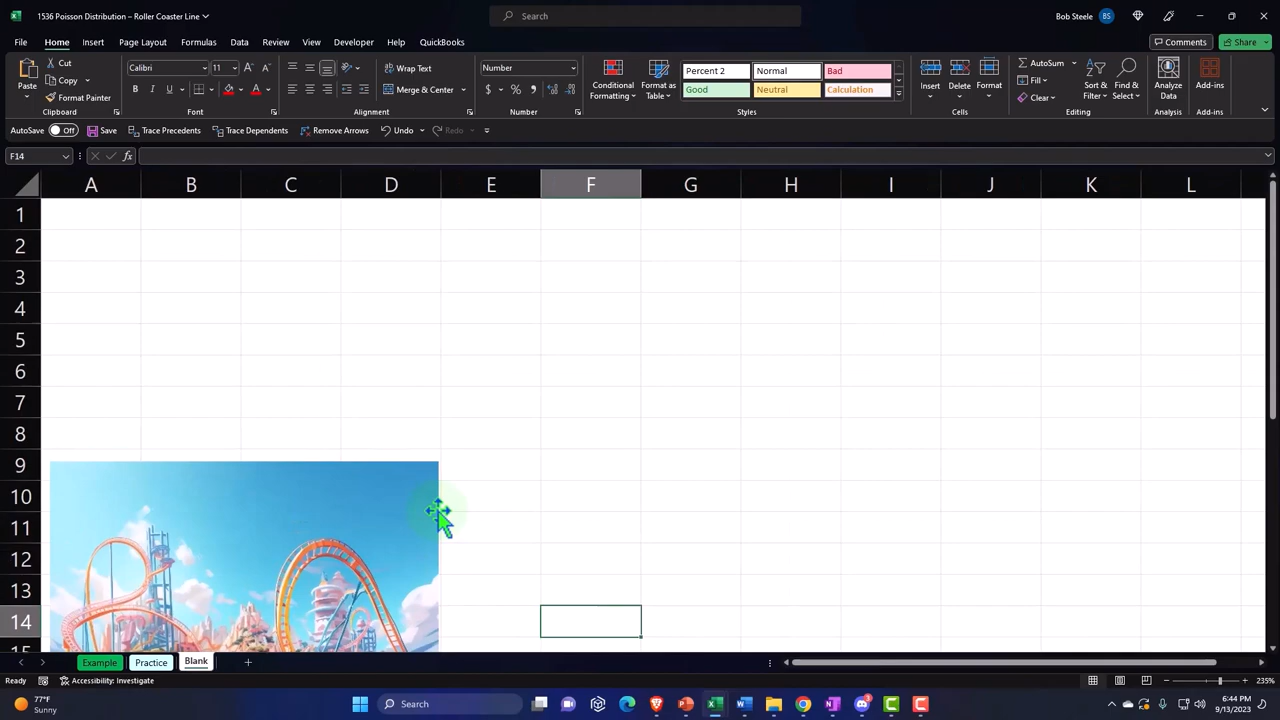 1536 Poisson Distribution – Roller Coaster Line
Search
Bob Steele
BS
File
Home
Insert
Page Layout
Formulas
Data
Review
View
Developer
Help
QuickBooks
Comments
Share
Paste
Cut
Copy
Format Painter
Clipboard
Calibri
11
B
I
U
Font
Wrap Text
Merge & Center
Alignment
Number
Number
Conditional
Formatting
Format as
Table
Percent 2
Normal
Bad
Good
Neutral
Calculation
Styles
Insert
Delete
Format
Cells
AutoSum
Fill
Clear
Sort &
Filter
Find &
Select
Editing
Analyze
Data
Analysis
Add-ins
Add-ins
AutoSave
Off
Save
Trace Precedents
Trace Dependents
Remove Arrows
Undo
Redo
F14
fx
A B C D E F G H I J K L
1
2
3
4
5
6
7
8
9
10
11
12
13
14
15
Example
Practice
Blank
Ready
Accessibility: Investigate
235%
77°F
Sunny
Search
3
6:44 PM
9/13/2023